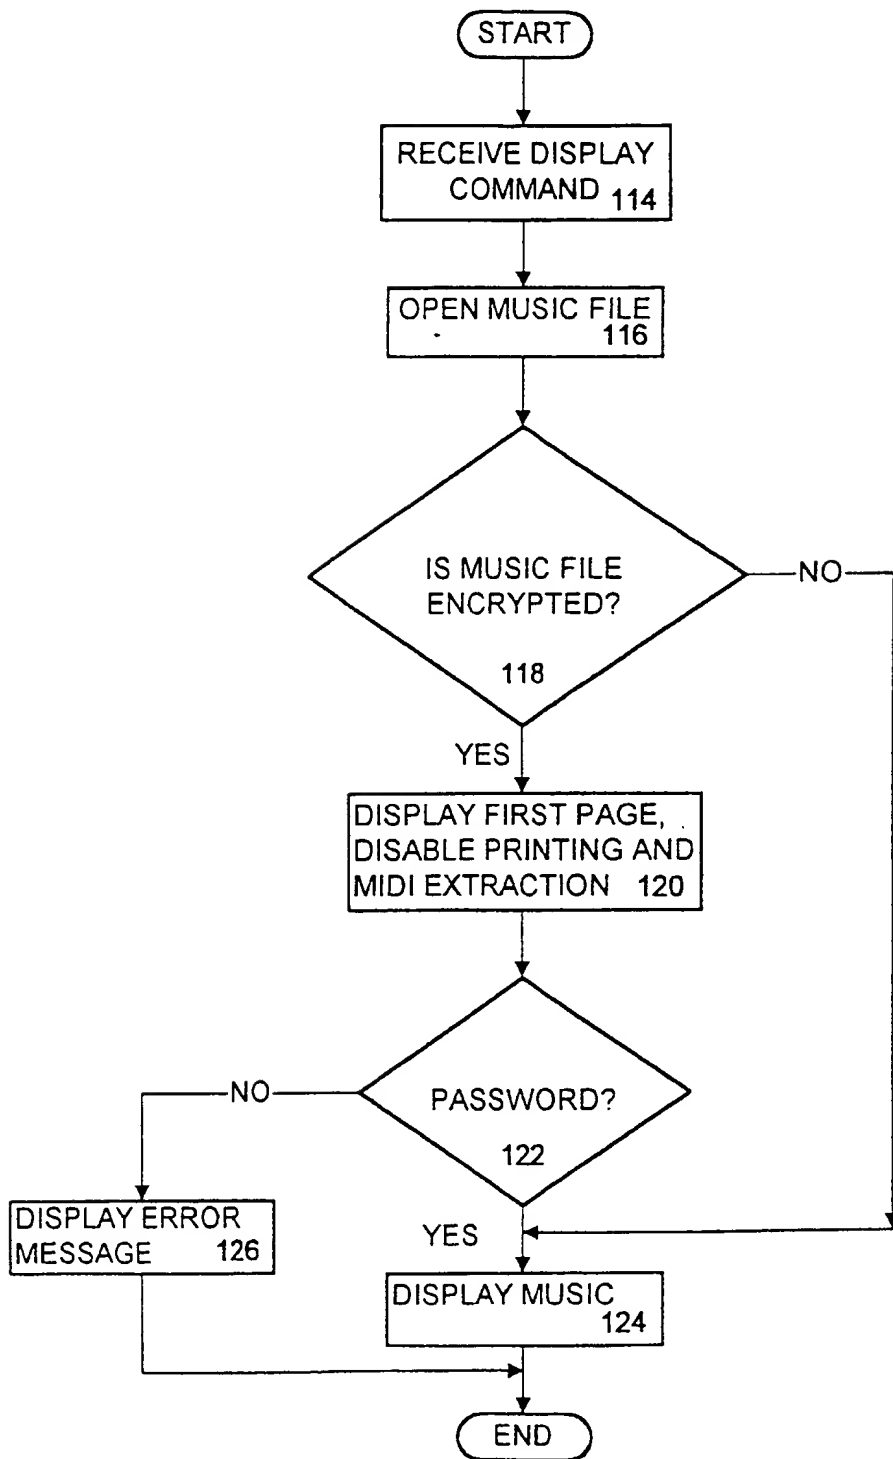 START
RECEIVE DISPLAY
COMMAND 114
OPEN MUSIC FILE
116
IS MUSIC FILE
ENCRYPTED?
NO
118
YES
DISPLAY FIRST PAGE,
DISABLE PRINTING AND
MIDI EXTRACTION 120
NO
PASSWORD?
122
DISPLAY ERROR
MESSAGE 126
YES
DISPLAY MUSIC
124
END